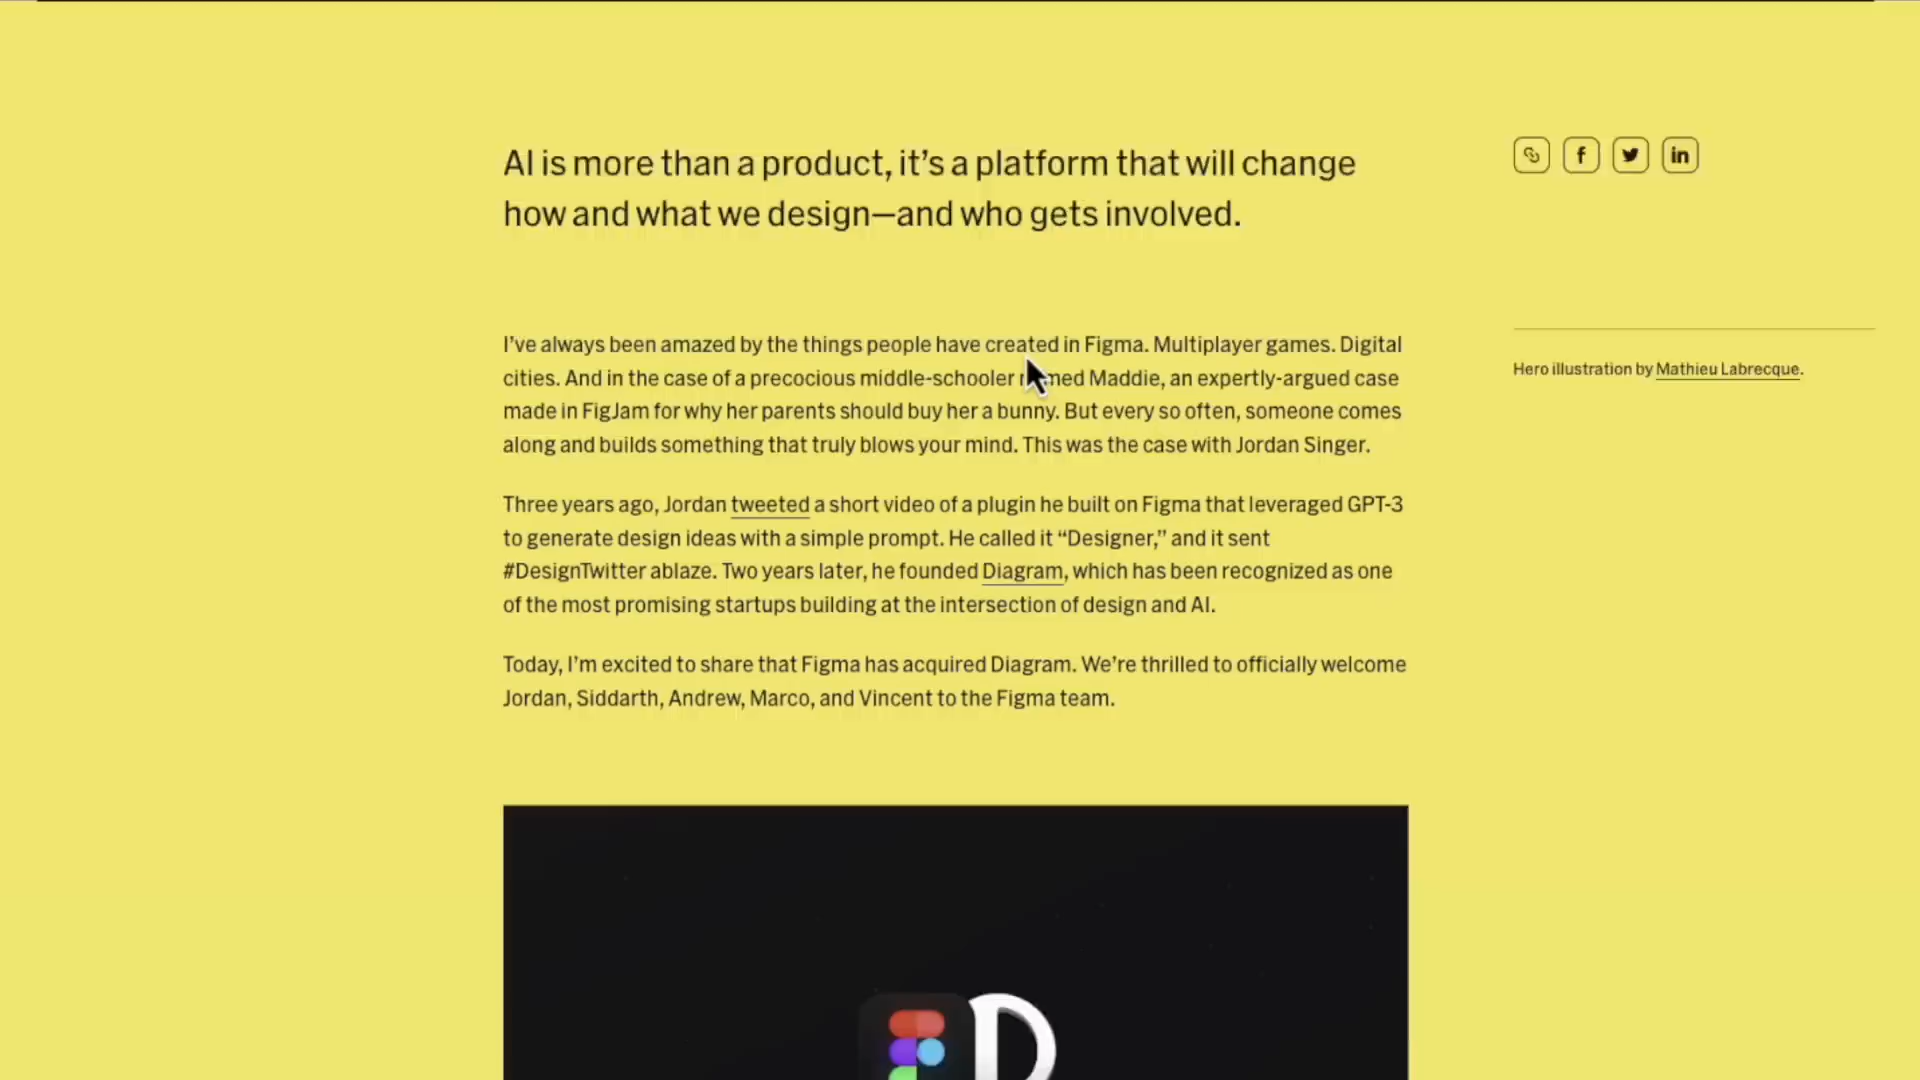 AI is more than a product, it’s a platform that will change
how and what we design—and who gets involved.
I’ve always been amazed by the things people have created in Figma. Multiplayer games. Digital
cities. And in the case of a precocious middle-schooler Maddie, an expertly-argued case
made in FigJam for why her parents should buy her a bunny. But every so often, someone comes
along and builds something that truly blows your mind. This was the case with Jordan Singer.
Three years ago, Jordan tweeted a short video of a plugin he built on Figma that leveraged GPT-3
to generate design ideas with a simple prompt. He called it “Designer,” and it sent
#DesignTwitter ablaze. Two years later, he founded Diagram, which has been recognized as one
of the most promising startups building at the intersection of design and AI.
Today, I’m excited to share that Figma has acquired Diagram. We’re thrilled to officially welcome
Jordan, Siddarth, Andrew, Marco, and Vincent to the Figma team.
f
in
Hero illustration by Mathieu Labrecque.
D